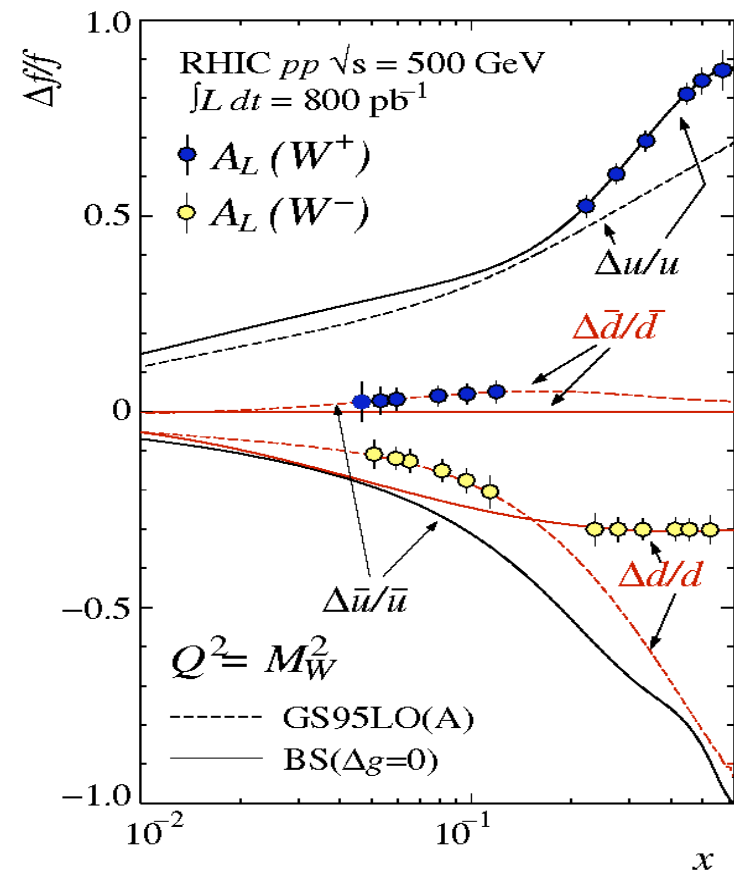 Δf/f
1.0
RHIC pp √s = 500 GeV
∫L dt = 800 pb⁻¹
A_L (W⁺)
A_L (W⁻)
0.5
Δu/u
Δd̄/d̄
0
Δd/d
Δū/ū
−0.5
Q²= M²_W
GS95LO(A)
BS(Δg=0)
-1.0
10⁻²
10⁻¹
x